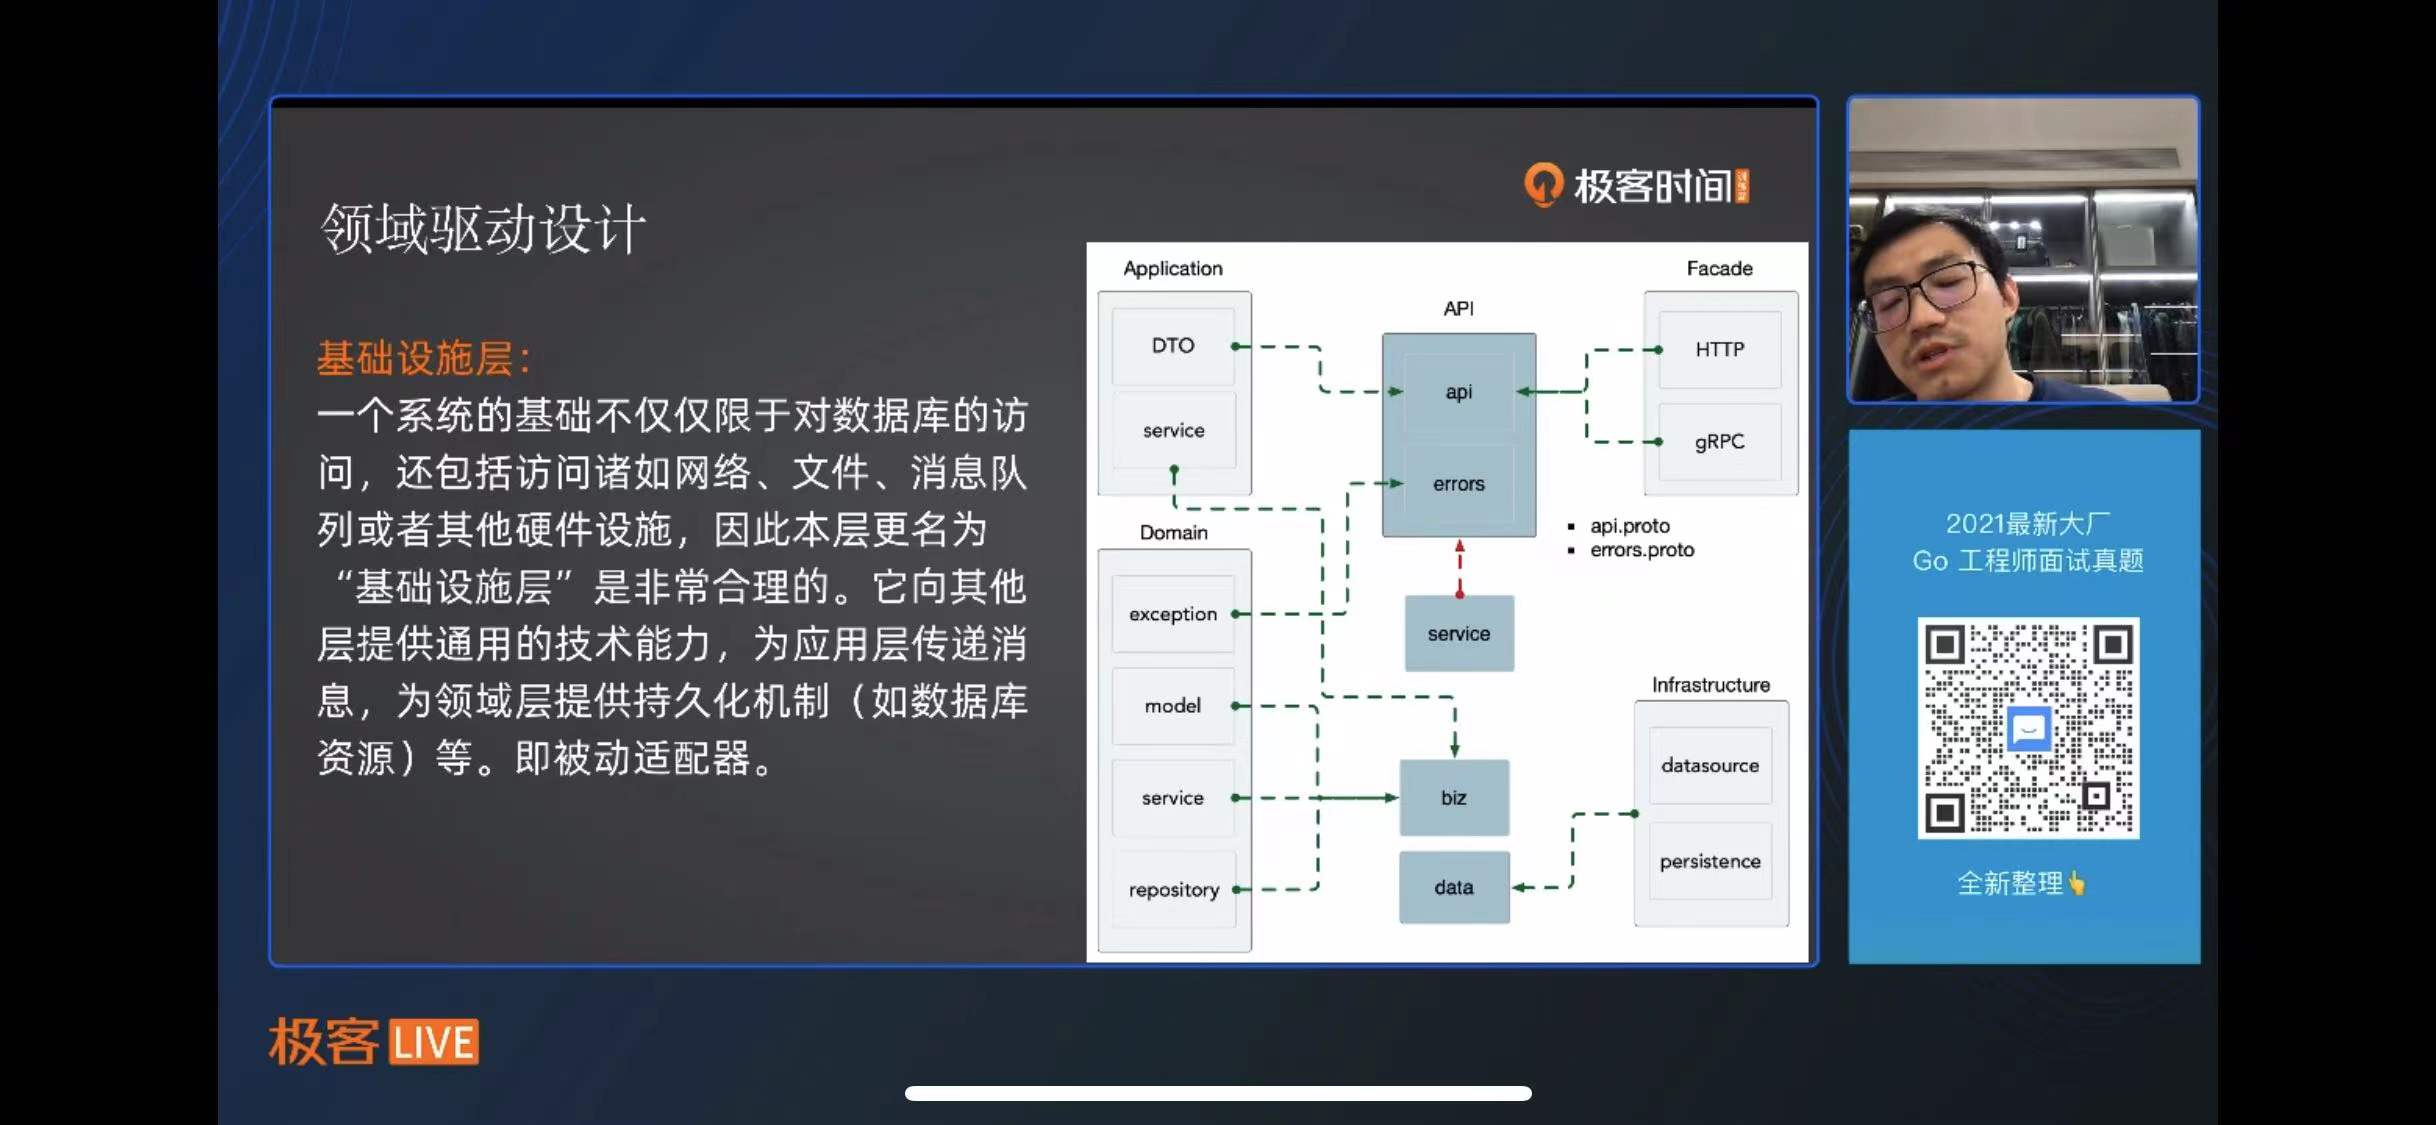 极客时间
领域驱动设计
基础设施层：
一个系统的基础不仅仅限于对数据库的访
问，还包括访问诸如网络、文件、消息队
列或者其他硬件设施，因此本层更名为
“基础设施层”是非常合理的。它向其他
层提供通用的技术能力，为应用层传递消
息，为领域层提供持久化机制（如数据库
资源）等。即被动适配器。
Application
DTO
service
Domain
exception
model
service
repository
API
api
errors
service
biz
data
Facade
HTTP
gRPC
▪ api.proto
▪ errors.proto
Infrastructure
datasource
persistence
2021最新大厂
Go 工程师面试真题
全新整理👆
极客 LIVE